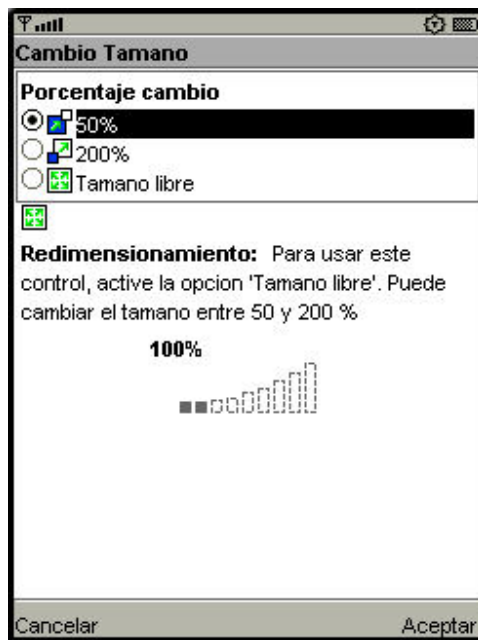 Cambio Tamano
Porcentaje cambio
50%
200%
Tamano libre
Redimensionamiento: Para usar este
control, active la opcion 'Tamano libre'. Puede
cambiar el tamano entre 50 y 200 %
100%
Cancelar Aceptar